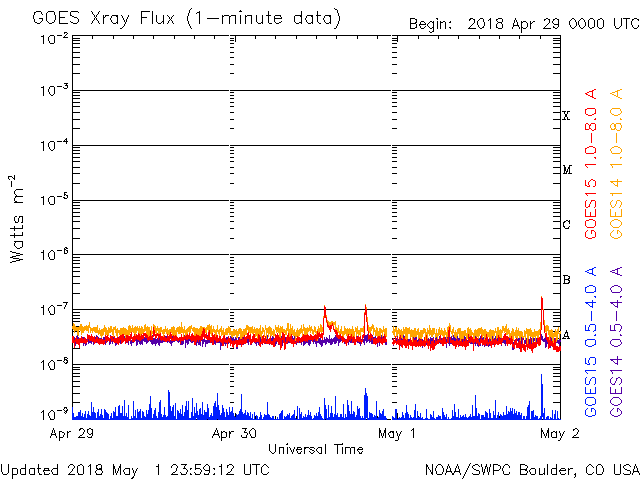 GOES Xray Flux (1-minute data)
Begin: 2018 Apr 29 0000 UTC
10⁻²
10⁻³
10⁻⁴
10⁻⁵
10⁻⁶
10⁻⁷
10⁻⁸
10⁻⁹
Watts m⁻²
X
M
C
B
A
GOES15 1.0-8.0 A
GOES14 1.0-8.0 A
GOES15 0.5-4.0 A
GOES14 0.5-4.0 A
Apr 29
Apr 30
May 1
May 2
Universal Time
Updated 2018 May 1 23:59:12 UTC
NOAA/SWPC Boulder, CO USA